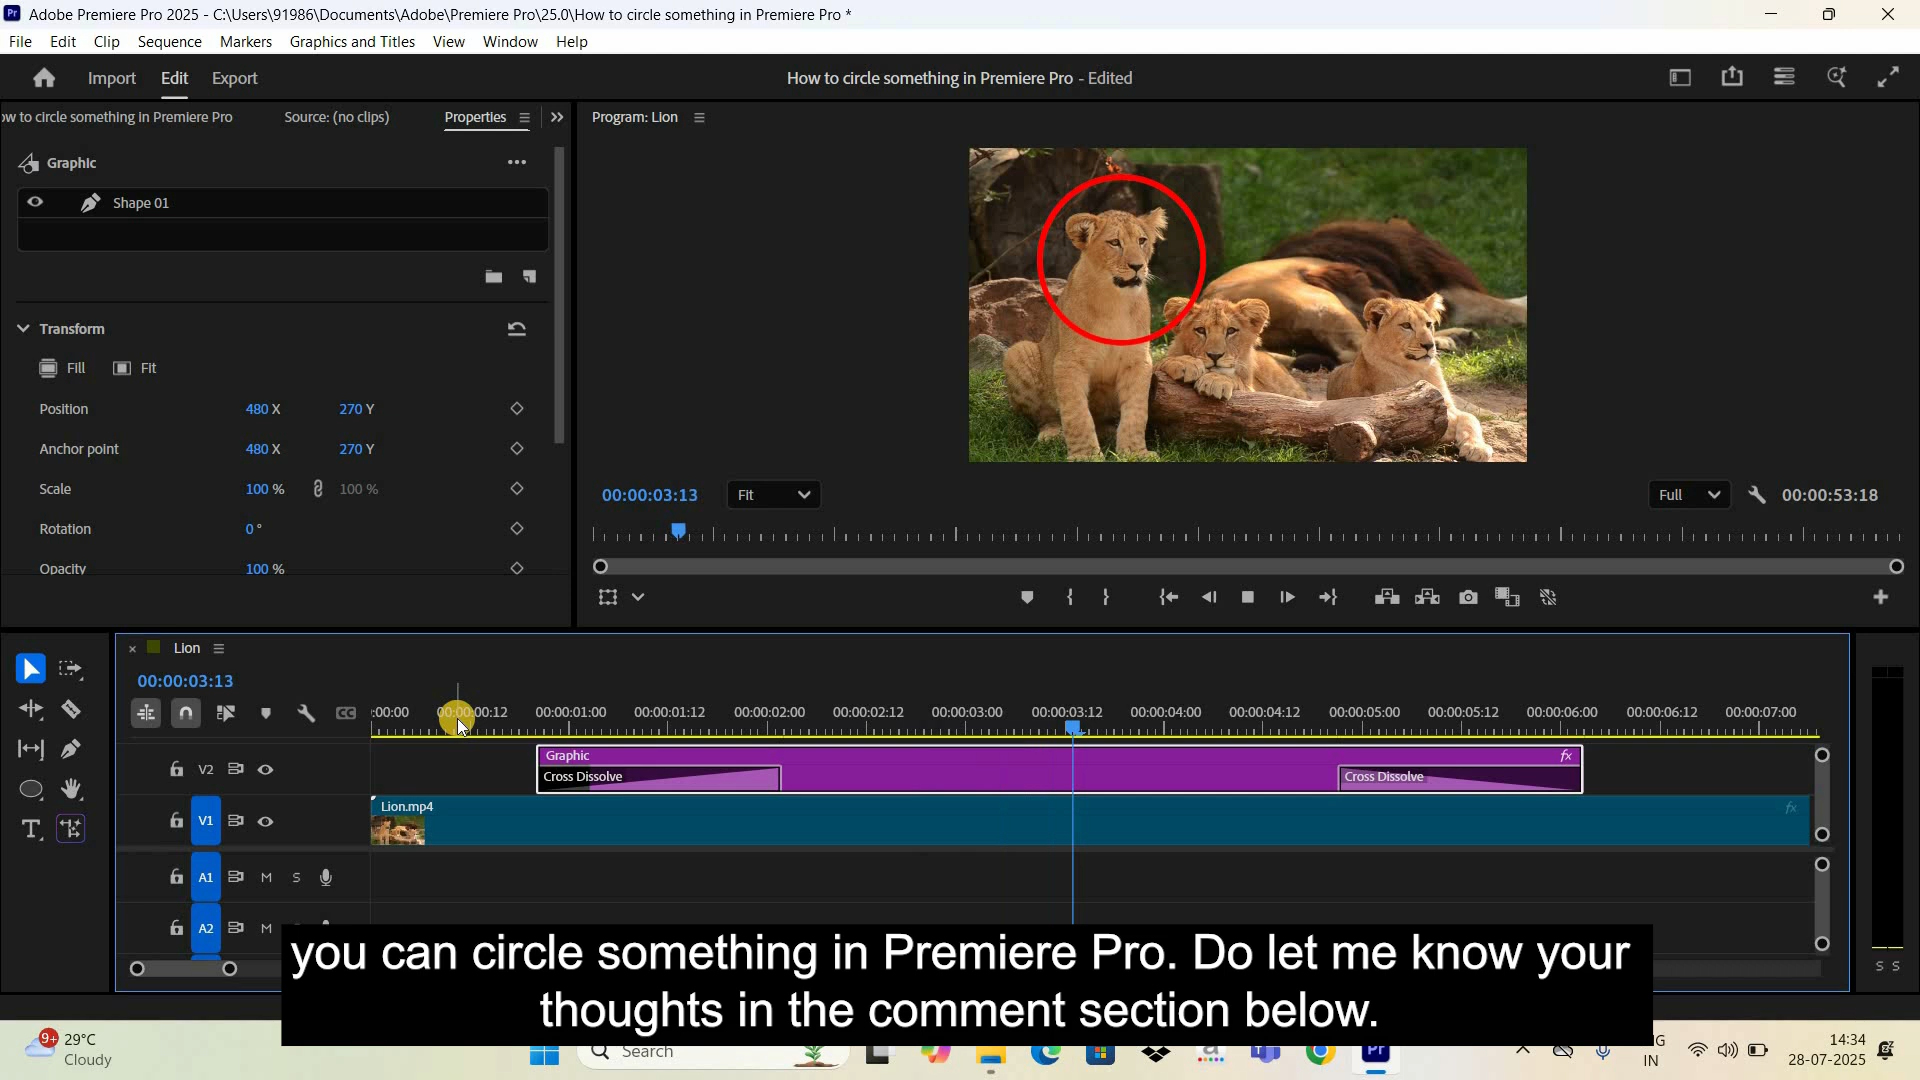 Adobe Premiere Pro 2025 - C:\Users\91986\Documents\Adobe\Premiere Pro\25.0\How to circle something in Premiere Pro *
File Edit Clip Sequence Markers Graphics and Titles View Window Help
Import Edit Export
How to circle something in Premiere Pro - Edited
ow to circle something in Premiere Pro
Source: (no clips)
Properties
Program: Lion
Graphic
Shape 01
Transform
Fill Fit
Position 480 X 270 Y
Anchor point 480 X 270 Y
Scale 100 % 100 %
Rotation 0 °
Opacity 100 %
00:00:03:13 Fit Full 00:00:53:18
Lion
00:00:03:13
:00:00 00:00:00:12 00:00:01:00 00:00:01:12 00:00:02:00 00:00:02:12 00:00:03:00 00:00:03:12 00:00:04:00 00:00:04:12 00:00:05:00 00:00:05:12 00:00:06:00 00:00:06:12 00:00:07:00
V2
Graphic fx
Cross Dissolve Cross Dissolve
V1
Lion.mp4 fx
A1 M S
A2 M
S S
you can circle something in Premiere Pro. Do let me know your
thoughts in the comment section below.
9+ 29°C
Cloudy
Search
IN
14:34
28-07-2025